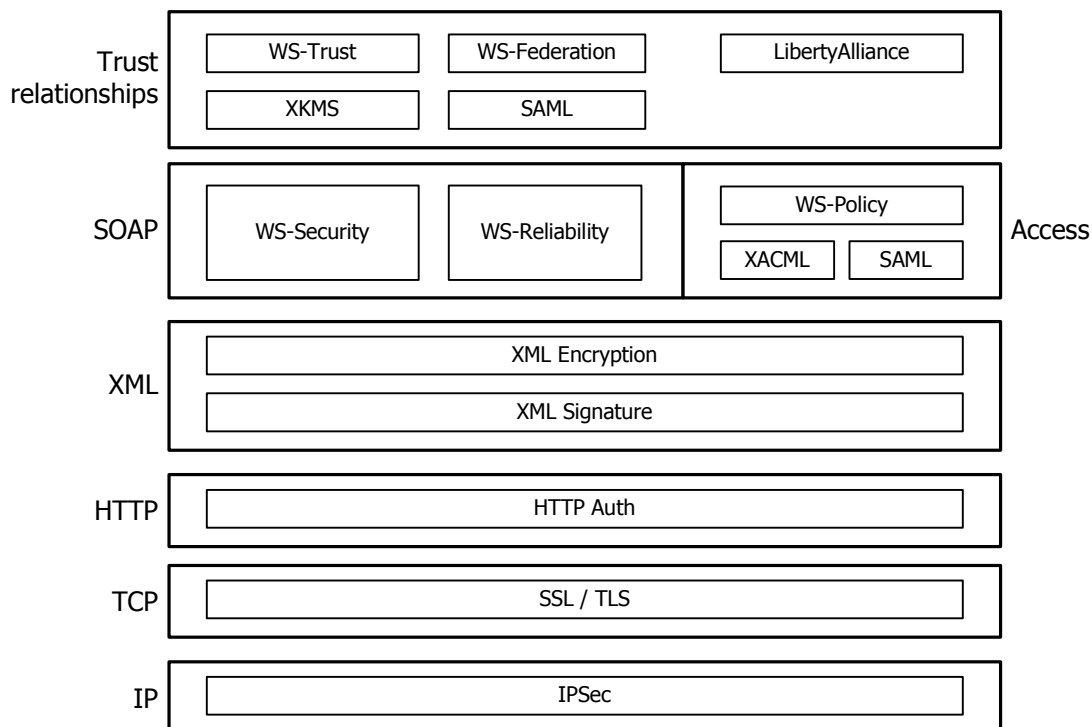 Trust
relationships
WS-Trust
WS-Federation
LibertyAlliance
XKMS
SAML
SOAP
WS-Security
WS-Reliability
WS-Policy
XACML
SAML
Access
XML
XML Encryption
XML Signature
HTTP
HTTP Auth
TCP
SSL / TLS
IP
IPSec